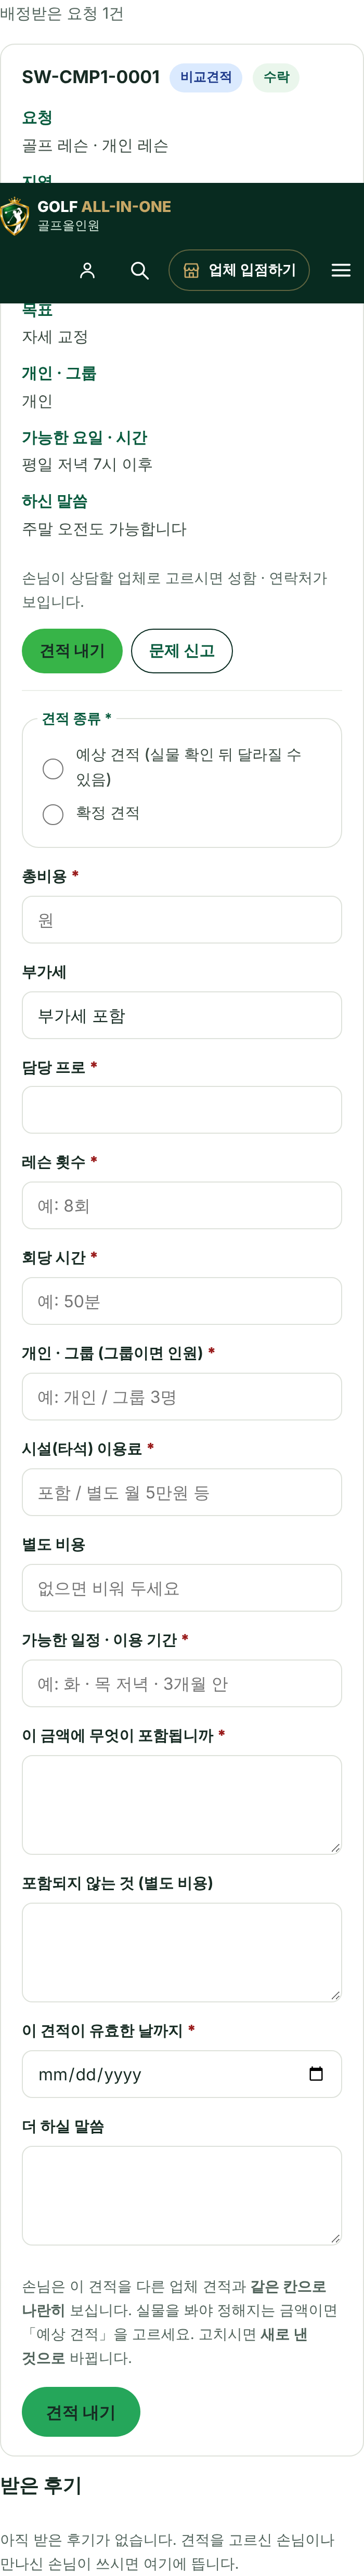 배정받은 요청 1건
SW-CMP1-0001 비교견적 수락
요청
골프 레슨 · 개인 레슨
지역
GOLF ALL-IN-ONE
골프올인원
업체 입점하기
목표
자세 교정
개인 · 그룹
개인
가능한 요일 · 시간
평일 저녁 7시 이후
하신 말씀
주말 오전도 가능합니다
손님이 상담할 업체로 고르시면 성함 · 연락처가
보입니다.
견적 내기 문제 신고
견적 종류 *
예상 견적 (실물 확인 뒤 달라질 수
있음)
확정 견적
총비용 *
원
부가세
부가세 포함
담당 프로 *
레슨 횟수 *
예: 8회
회당 시간 *
예: 50분
개인 · 그룹 (그룹이면 인원) *
예: 개인 / 그룹 3명
시설(타석) 이용료 *
포함 / 별도 월 5만원 등
별도 비용
없으면 비워 두세요
가능한 일정 · 이용 기간 *
예: 화 · 목 저녁 · 3개월 안
이 금액에 무엇이 포함됩니까 *
포함되지 않는 것 (별도 비용)
이 견적이 유효한 날까지 *
mm/dd/yyyy
더 하실 말씀
손님은 이 견적을 다른 업체 견적과 같은 칸으로
나란히 보십니다. 실물을 봐야 정해지는 금액이면
「예상 견적」을 고르세요. 고치시면 새로 낸
것으로 바뀝니다.
견적 내기
받은 후기
아직 받은 후기가 없습니다. 견적을 고르신 손님이나
만나신 손님이 쓰시면 여기에 뜹니다.